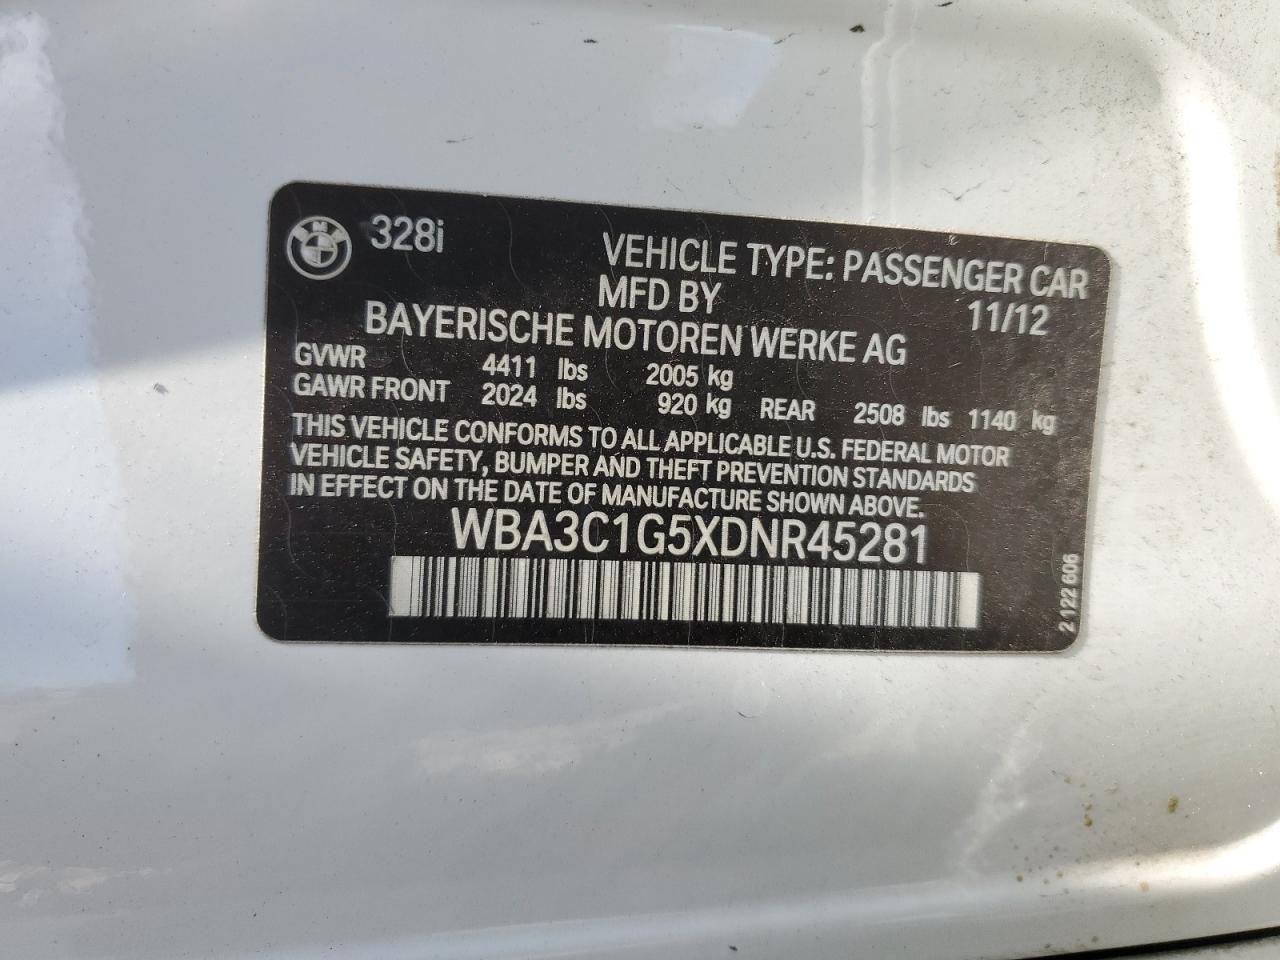 BMW 328i
VEHICLE TYPE: PASSENGER CAR
MFD BY 11/12
BAYERISCHE MOTOREN WERKE AG
GVWR 4411 lbs 2005 kg
GAWR FRONT 2024 lbs 920 kg REAR 2508 lbs 1140 kg
THIS VEHICLE CONFORMS TO ALL APPLICABLE U.S. FEDERAL MOTOR
VEHICLE SAFETY, BUMPER AND THEFT PREVENTION STANDARDS
IN EFFECT ON THE DATE OF MANUFACTURE SHOWN ABOVE.
WBA3C1G5XDNR45281
2 122 606